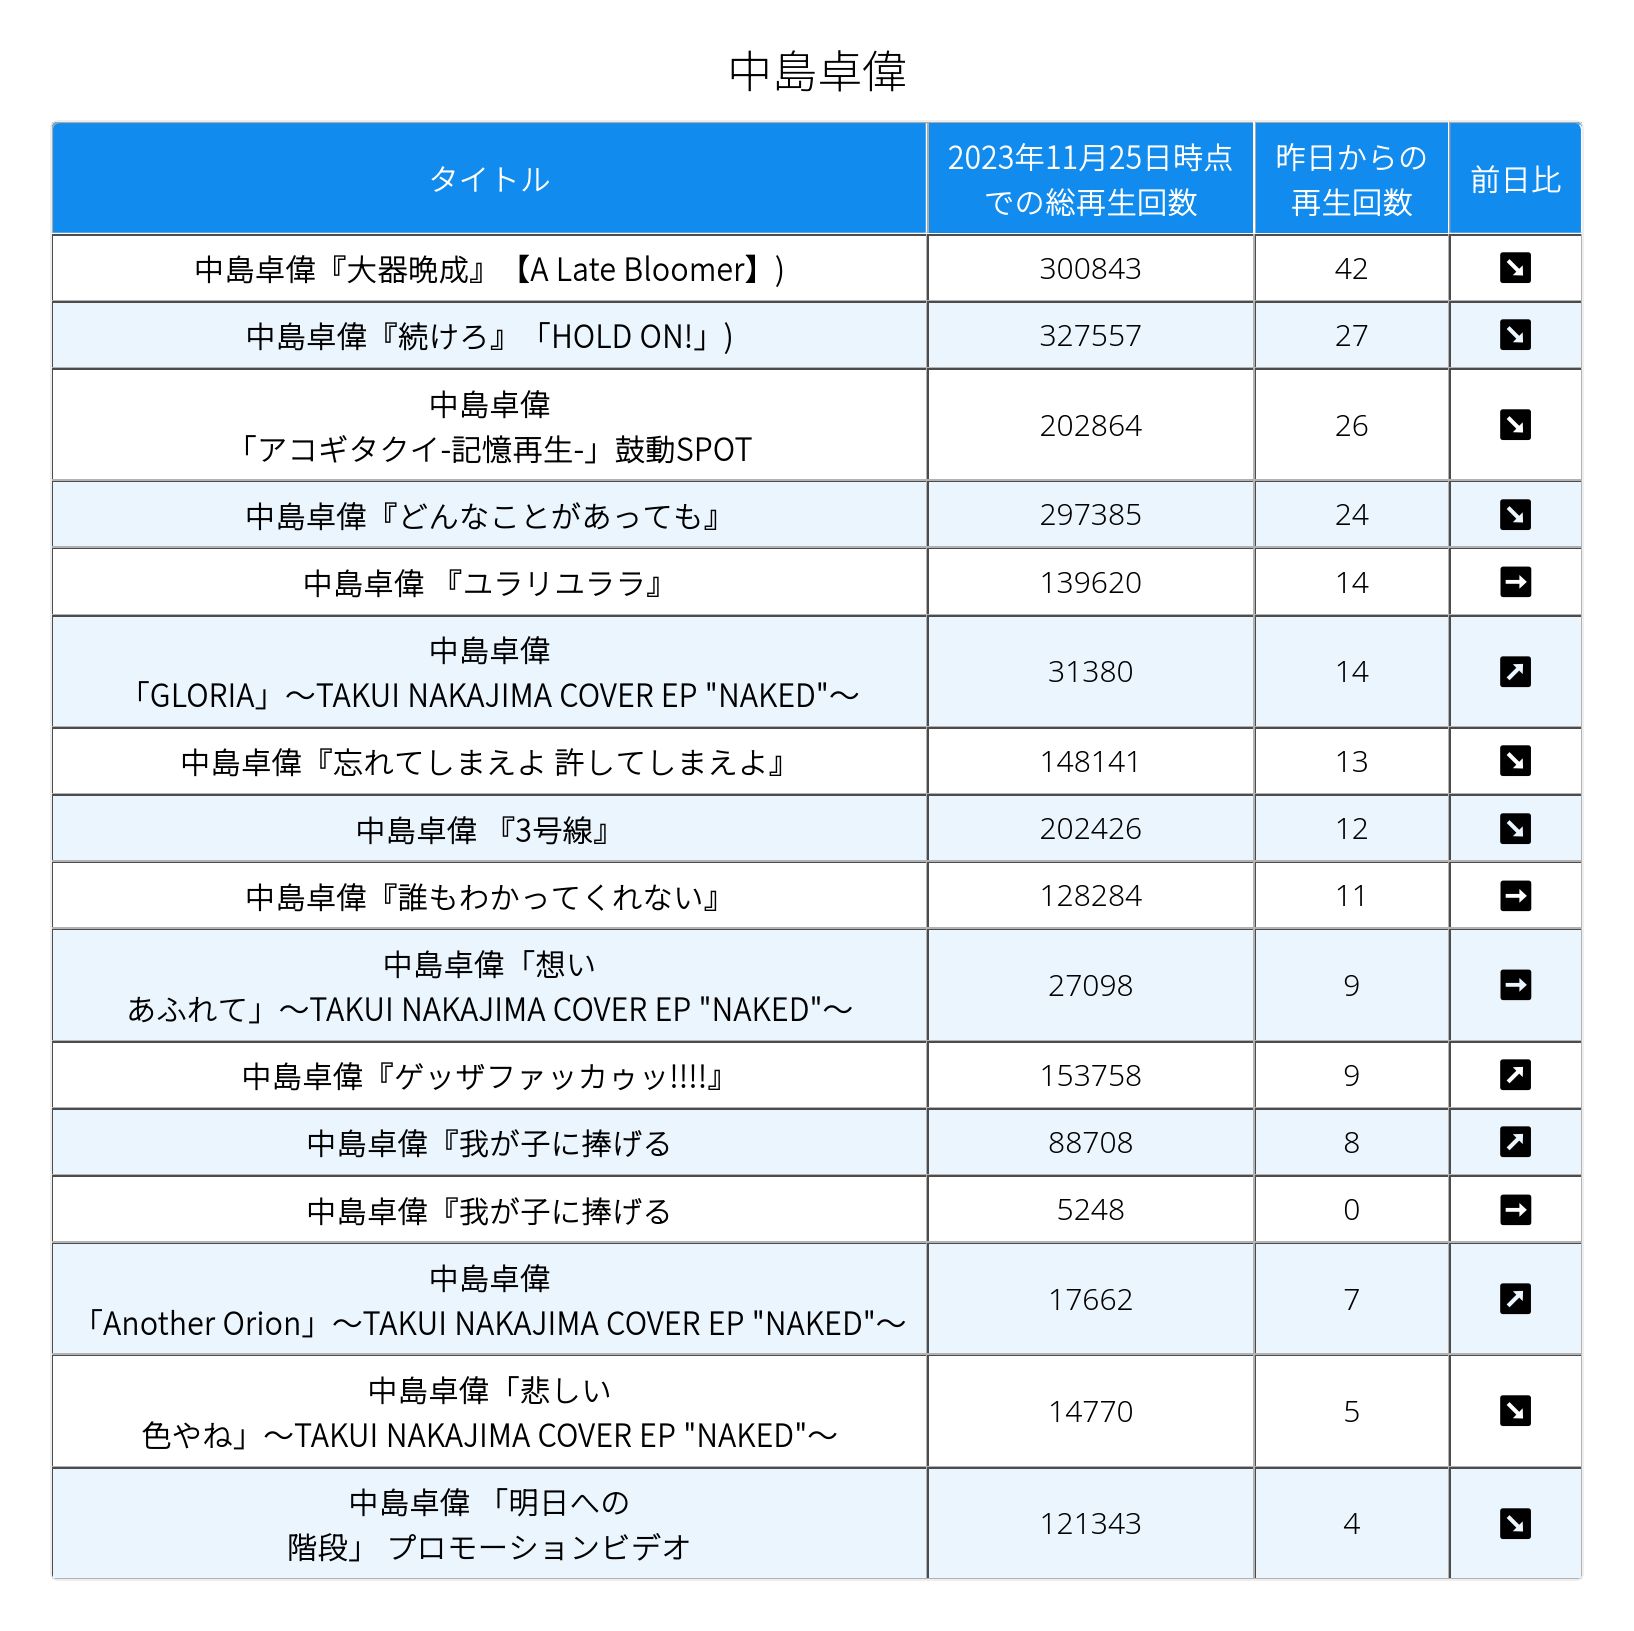 中島卓偉
タイトル
2023年11月25日時点
での総再生回数
昨日からの
再生回数
前日比
中島卓偉『大器晩成』【A Late Bloomer】)
300843
42
中島卓偉『続けろ』「HOLD ON!」)
327557
27
中島卓偉
「アコギタクイ-記憶再生-」鼓動SPOT
202864
26
中島卓偉『どんなことがあっても』
297385
24
中島卓偉 『ユラリユララ』
139620
14
中島卓偉
「GLORIA」～TAKUI NAKAJIMA COVER EP "NAKED"～
31380
14
中島卓偉『忘れてしまえよ 許してしまえよ』
148141
13
中島卓偉 『3号線』
202426
12
中島卓偉『誰もわかってくれない』
128284
11
中島卓偉「想い
あふれて」～TAKUI NAKAJIMA COVER EP "NAKED"～
27098
9
中島卓偉『ゲッザファッカゥッ!!!!』
153758
9
中島卓偉『我が子に捧げる
88708
8
中島卓偉『我が子に捧げる
5248
0
中島卓偉
「Another Orion」～TAKUI NAKAJIMA COVER EP "NAKED"～
17662
7
中島卓偉「悲しい
色やね」～TAKUI NAKAJIMA COVER EP "NAKED"～
14770
5
中島卓偉 「明日への
階段」 プロモーションビデオ
121343
4